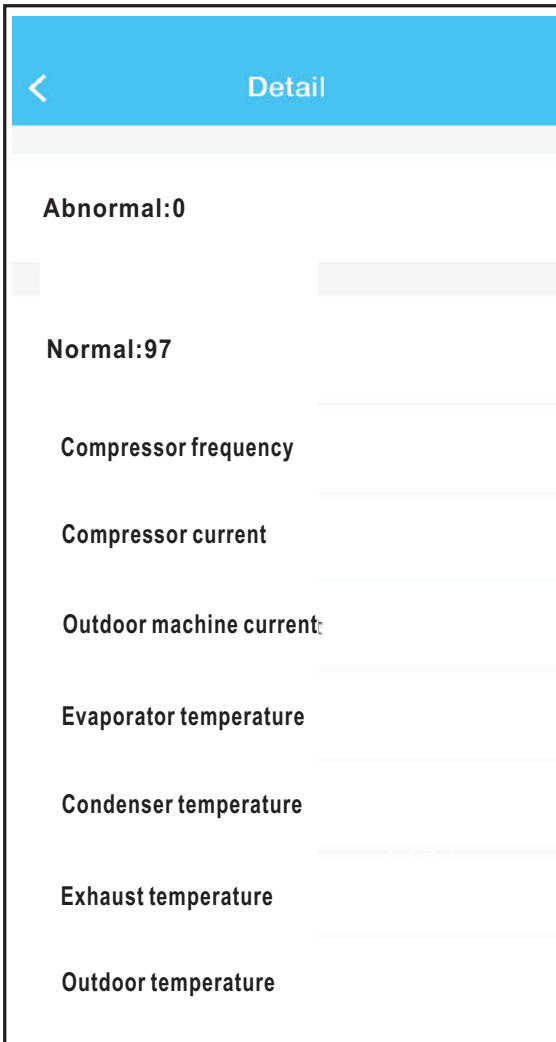 Detail
Abnormal:0
Normal:97
Compressor frequency
Compressor current
Outdoor machine current
Evaporator temperature
Condenser temperature
Exhaust temperature
Outdoor temperature